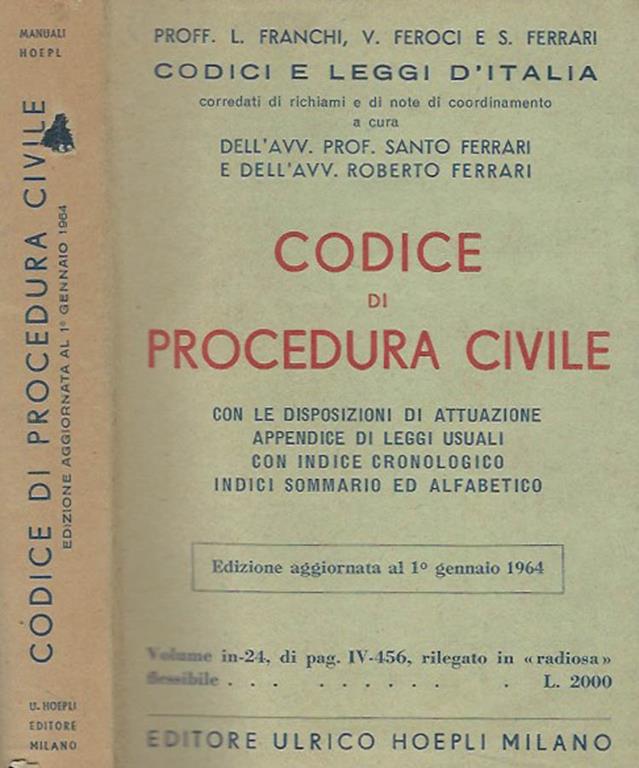 MANUALI
HOEPL
CODICE DI PROCEDURA CIVILE
EDIZIONE AGGIORNATA AL 1º GENNAIO 1964
U. HOEPLI
EDITORE
MILANO
PROFF. L. FRANCHI, V. FEROCI E S. FERRARI
CODICI E LEGGI D'ITALIA
corredati di richiami e di note di coordinamento
a cura
DELL'AVV. PROF. SANTO FERRARI
E DELL'AVV. ROBERTO FERRARI
CODICE
DI
PROCEDURA CIVILE
CON LE DISPOSIZIONI DI ATTUAZIONE
APPENDICE DI LEGGI USUALI
CON INDICE CRONOLOGICO
INDICI SOMMARIO ED ALFABETICO
Edizione aggiornata al 1º gennaio 1964
Volume in-24, di pag. IV-456, rilegato in «radiosa»
flessibile . . . . . . . . . . L. 2000
EDITORE ULRICO HOEPLI MILANO